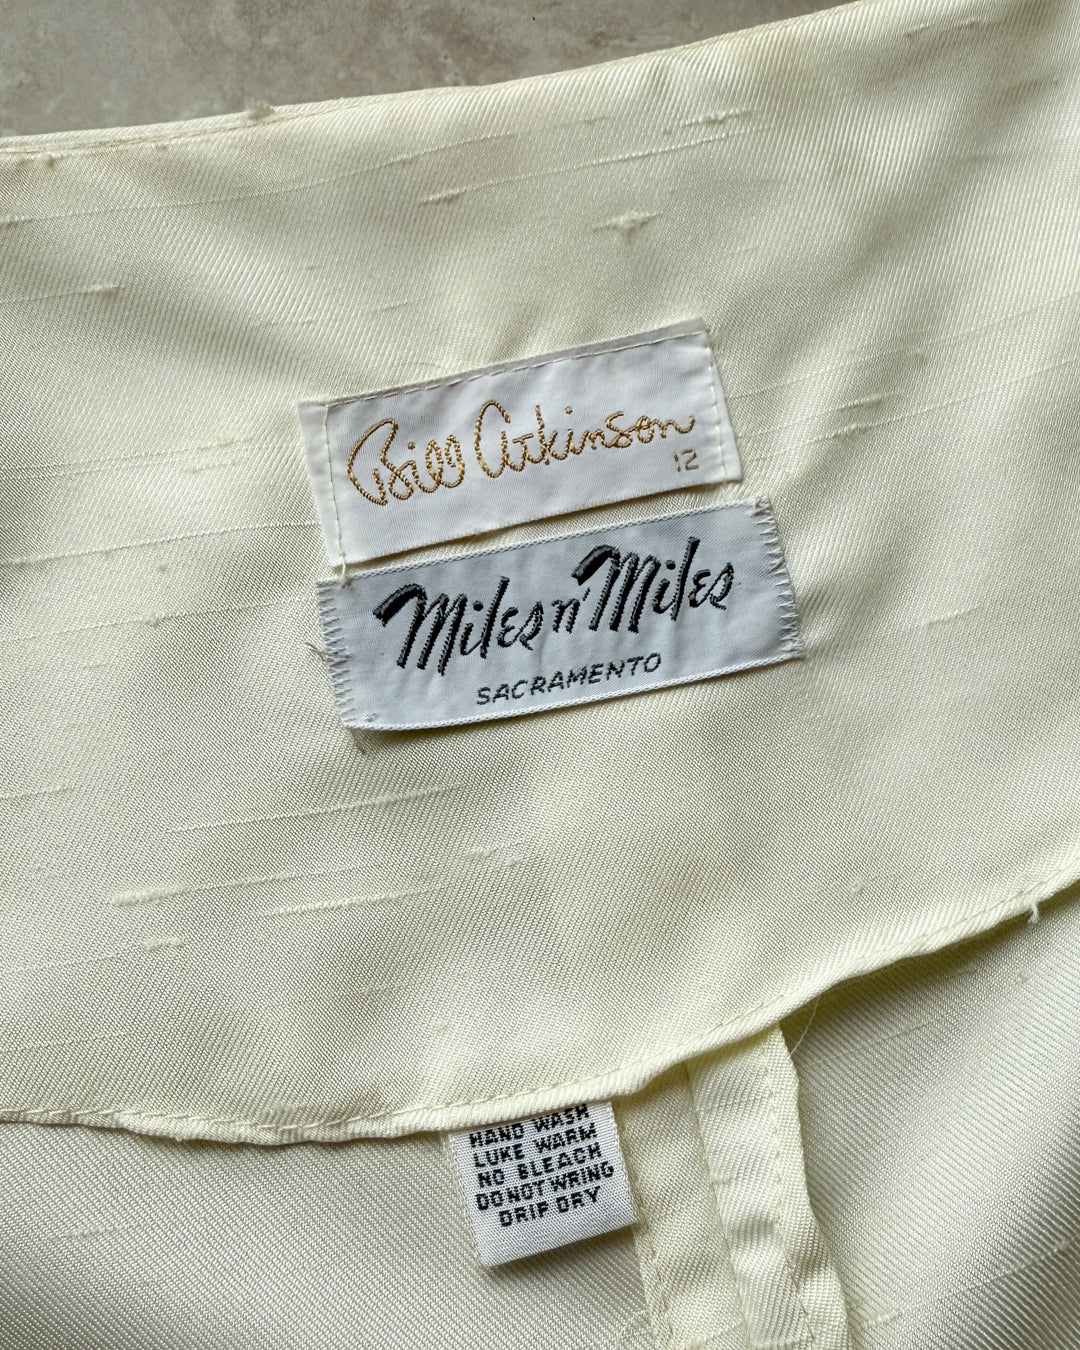 Bill Atkinson
12
Miles n' Miles
SACRAMENTO
HAND WASH
LUKE WARM
NO BLEACH
DO NOT WRING
DRIP DRY